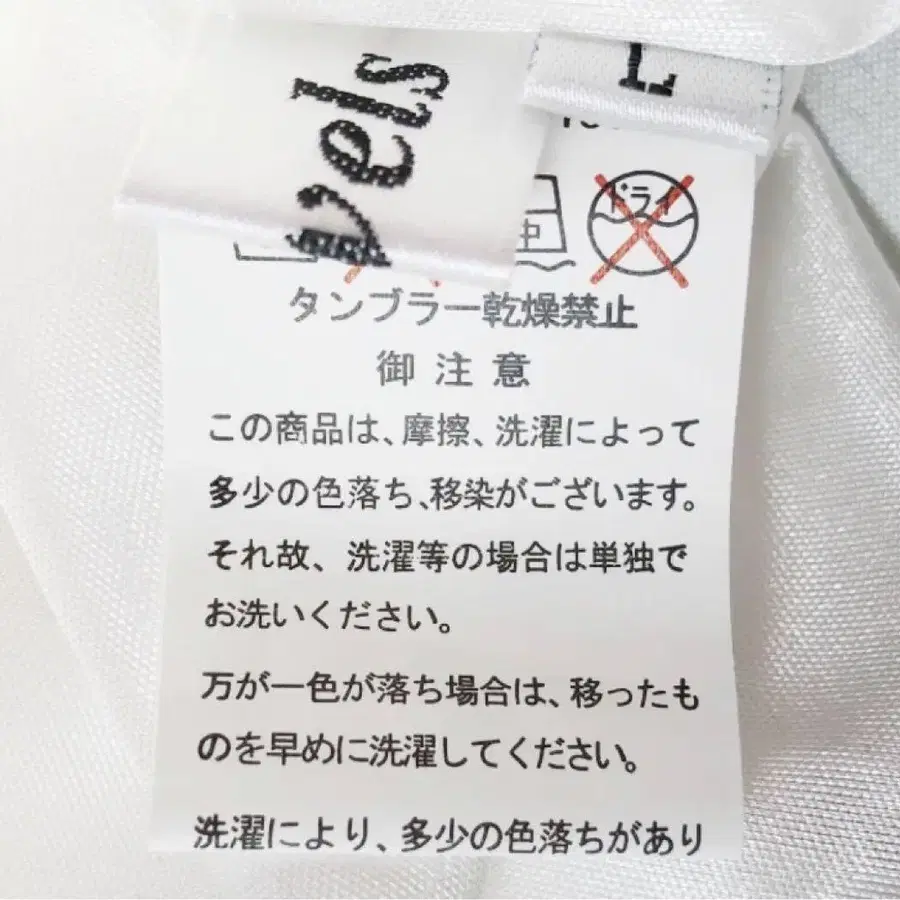 vels
L
中
ドライ
タンブラー乾燥禁止
御注意
この商品は、摩擦、洗濯によって
多少の色落ち、移染がございます。
それ故、洗濯等の場合は単独で
お洗いください。
万が一色が落ち場合は、移ったも
のを早めに洗濯してください。
洗濯により、多少の色落ちがあり